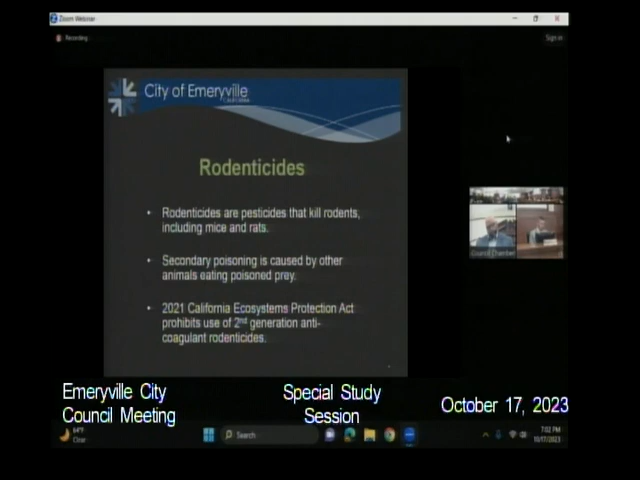 Zoom Webinar
Recording
Sign in
City of Emeryville
CALIFORNIA
Rodenticides
• Rodenticides are pesticides that kill rodents,
including mice and rats.
• Secondary poisoning is caused by other
animals eating poisoned prey.
• 2021 California Ecosystems Protection Act
prohibits use of 2nd generation anti-
coagulant rodenticides.
Council Chamber
Emeryville City
Council Meeting
Special Study
Session
October 17, 2023
64°F
Clear
Search
7:02 PM
10/17/2023